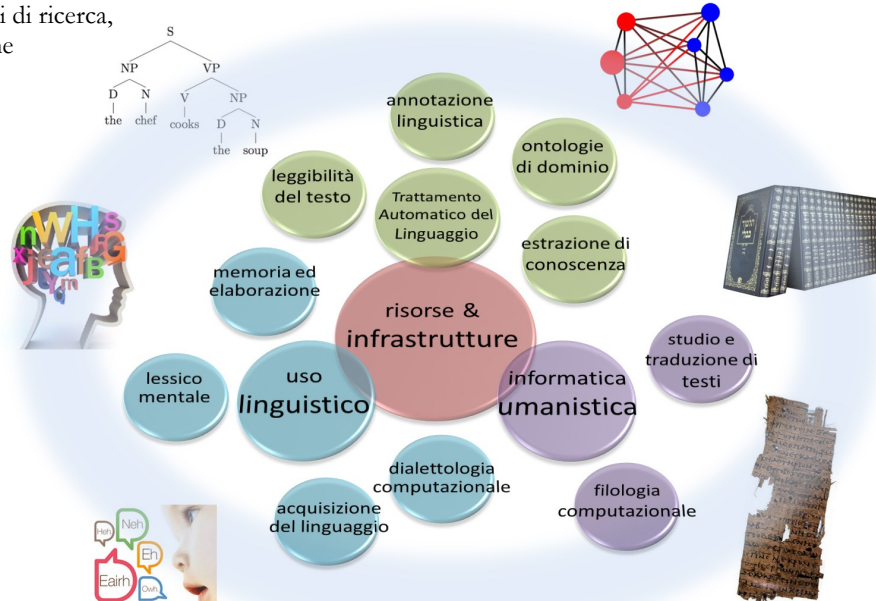 i di ricerca,
ne
S
NP VP
D N V NP
the chef cooks D N
the soup
annotazione
linguistica
ontologie
di dominio
leggibilità
del testo
Trattamento
Automatico del
Linguaggio
estrazione di
conoscenza
memoria ed
elaborazione
risorse &
infrastrutture
studio e
traduzione di
testi
lessico
mentale
uso
linguistico
informatica
umanistica
dialettologia
computazionale
acquisizione
del linguaggio
filologia
computazionale
Heh.
Neh.
Eh
Eairh.
Owh.